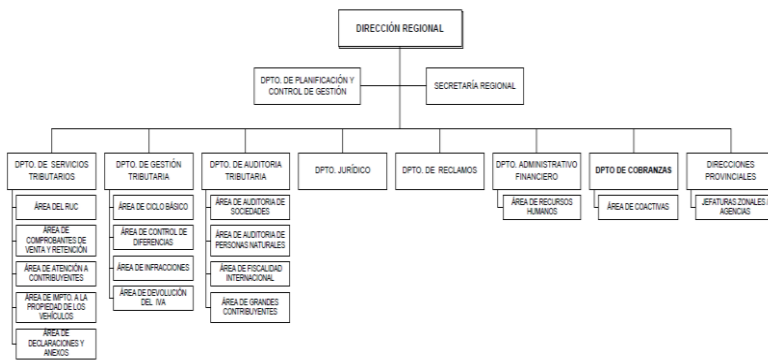 DIRECCIÓN REGIONAL
DPTO. DE PLANIFICACIÓN Y
CONTROL DE GESTIÓN
SECRETARÍA REGIONAL
DPTO. DE SERVICIOS
TRIBUTARIOS
ÁREA DEL RUC
ÁREA DE
COMPROBANTES DE
VENTA Y RETENCIÓN
ÁREA DE ATENCIÓN A
CONTRIBUYENTES
ÁREA DE IMPTO. A LA
PROPIEDAD DE LOS
VEHÍCULOS
ÁREA DE
DECLARACIONES Y
ANEXOS
DPTO. DE GESTIÓN
TRIBUTARIA
ÁREA DE CICLO BÁSICO
ÁREA DE CONTROL DE
DIFERENCIAS
ÁREA DE INFRACCIONES
ÁREA DE DEVOLUCIÓN
DEL IVA
DPTO. DE AUDITORIA
TRIBUTARIA
ÁREA DE AUDITORIA DE
SOCIEDADES
ÁREA DE AUDITORIA DE
PERSONAS NATURALES
ÁREA DE FISCALIDAD
INTERNACIONAL
ÁREA DE GRANDES
CONTRIBUYENTES
DPTO. JURÍDICO
DPTO. DE RECLAMOS
DPTO. ADMINISTRATIVO
FINANCIERO
ÁREA DE RECURSOS
HUMANOS
DPTO DE COBRANZAS
ÁREA DE COACTIVAS
DIRECCIONES
PROVINCIALES
JEFATURAS ZONALES
AGENCIAS